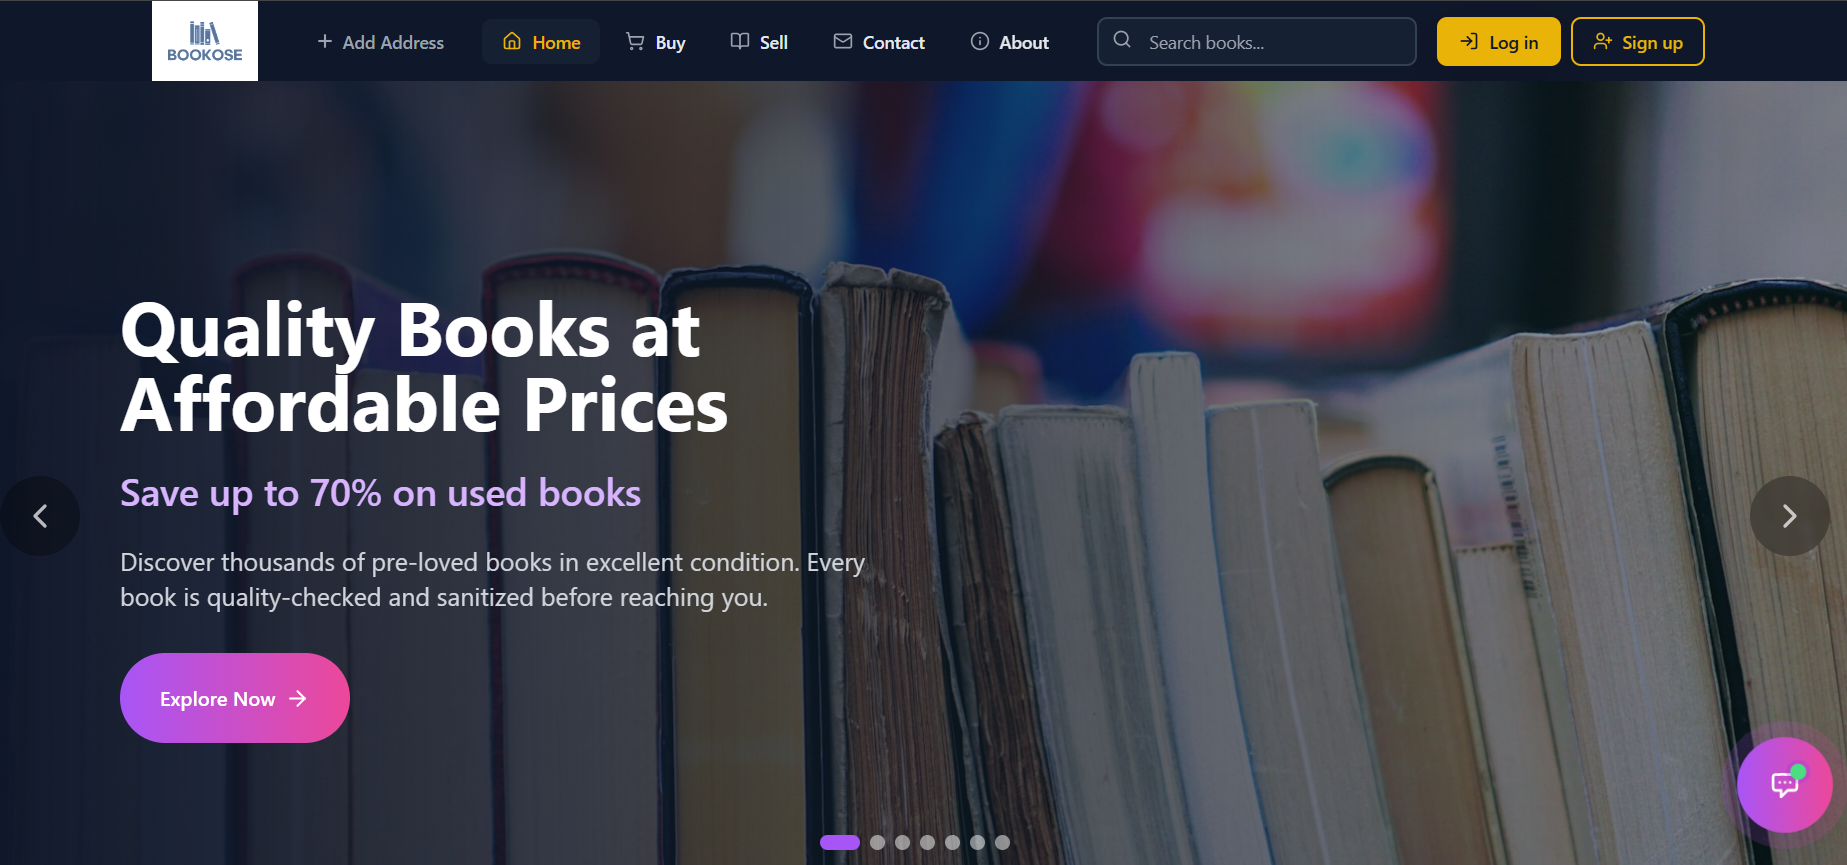 BOOKOSE
Add Address
Home
Buy
Sell
Contact
About
Search books...
Log in
Sign up
Quality Books at
Affordable Prices
Save up to 70% on used books
Discover thousands of pre-loved books in excellent condition. Every
book is quality-checked and sanitized before reaching you.
Explore Now